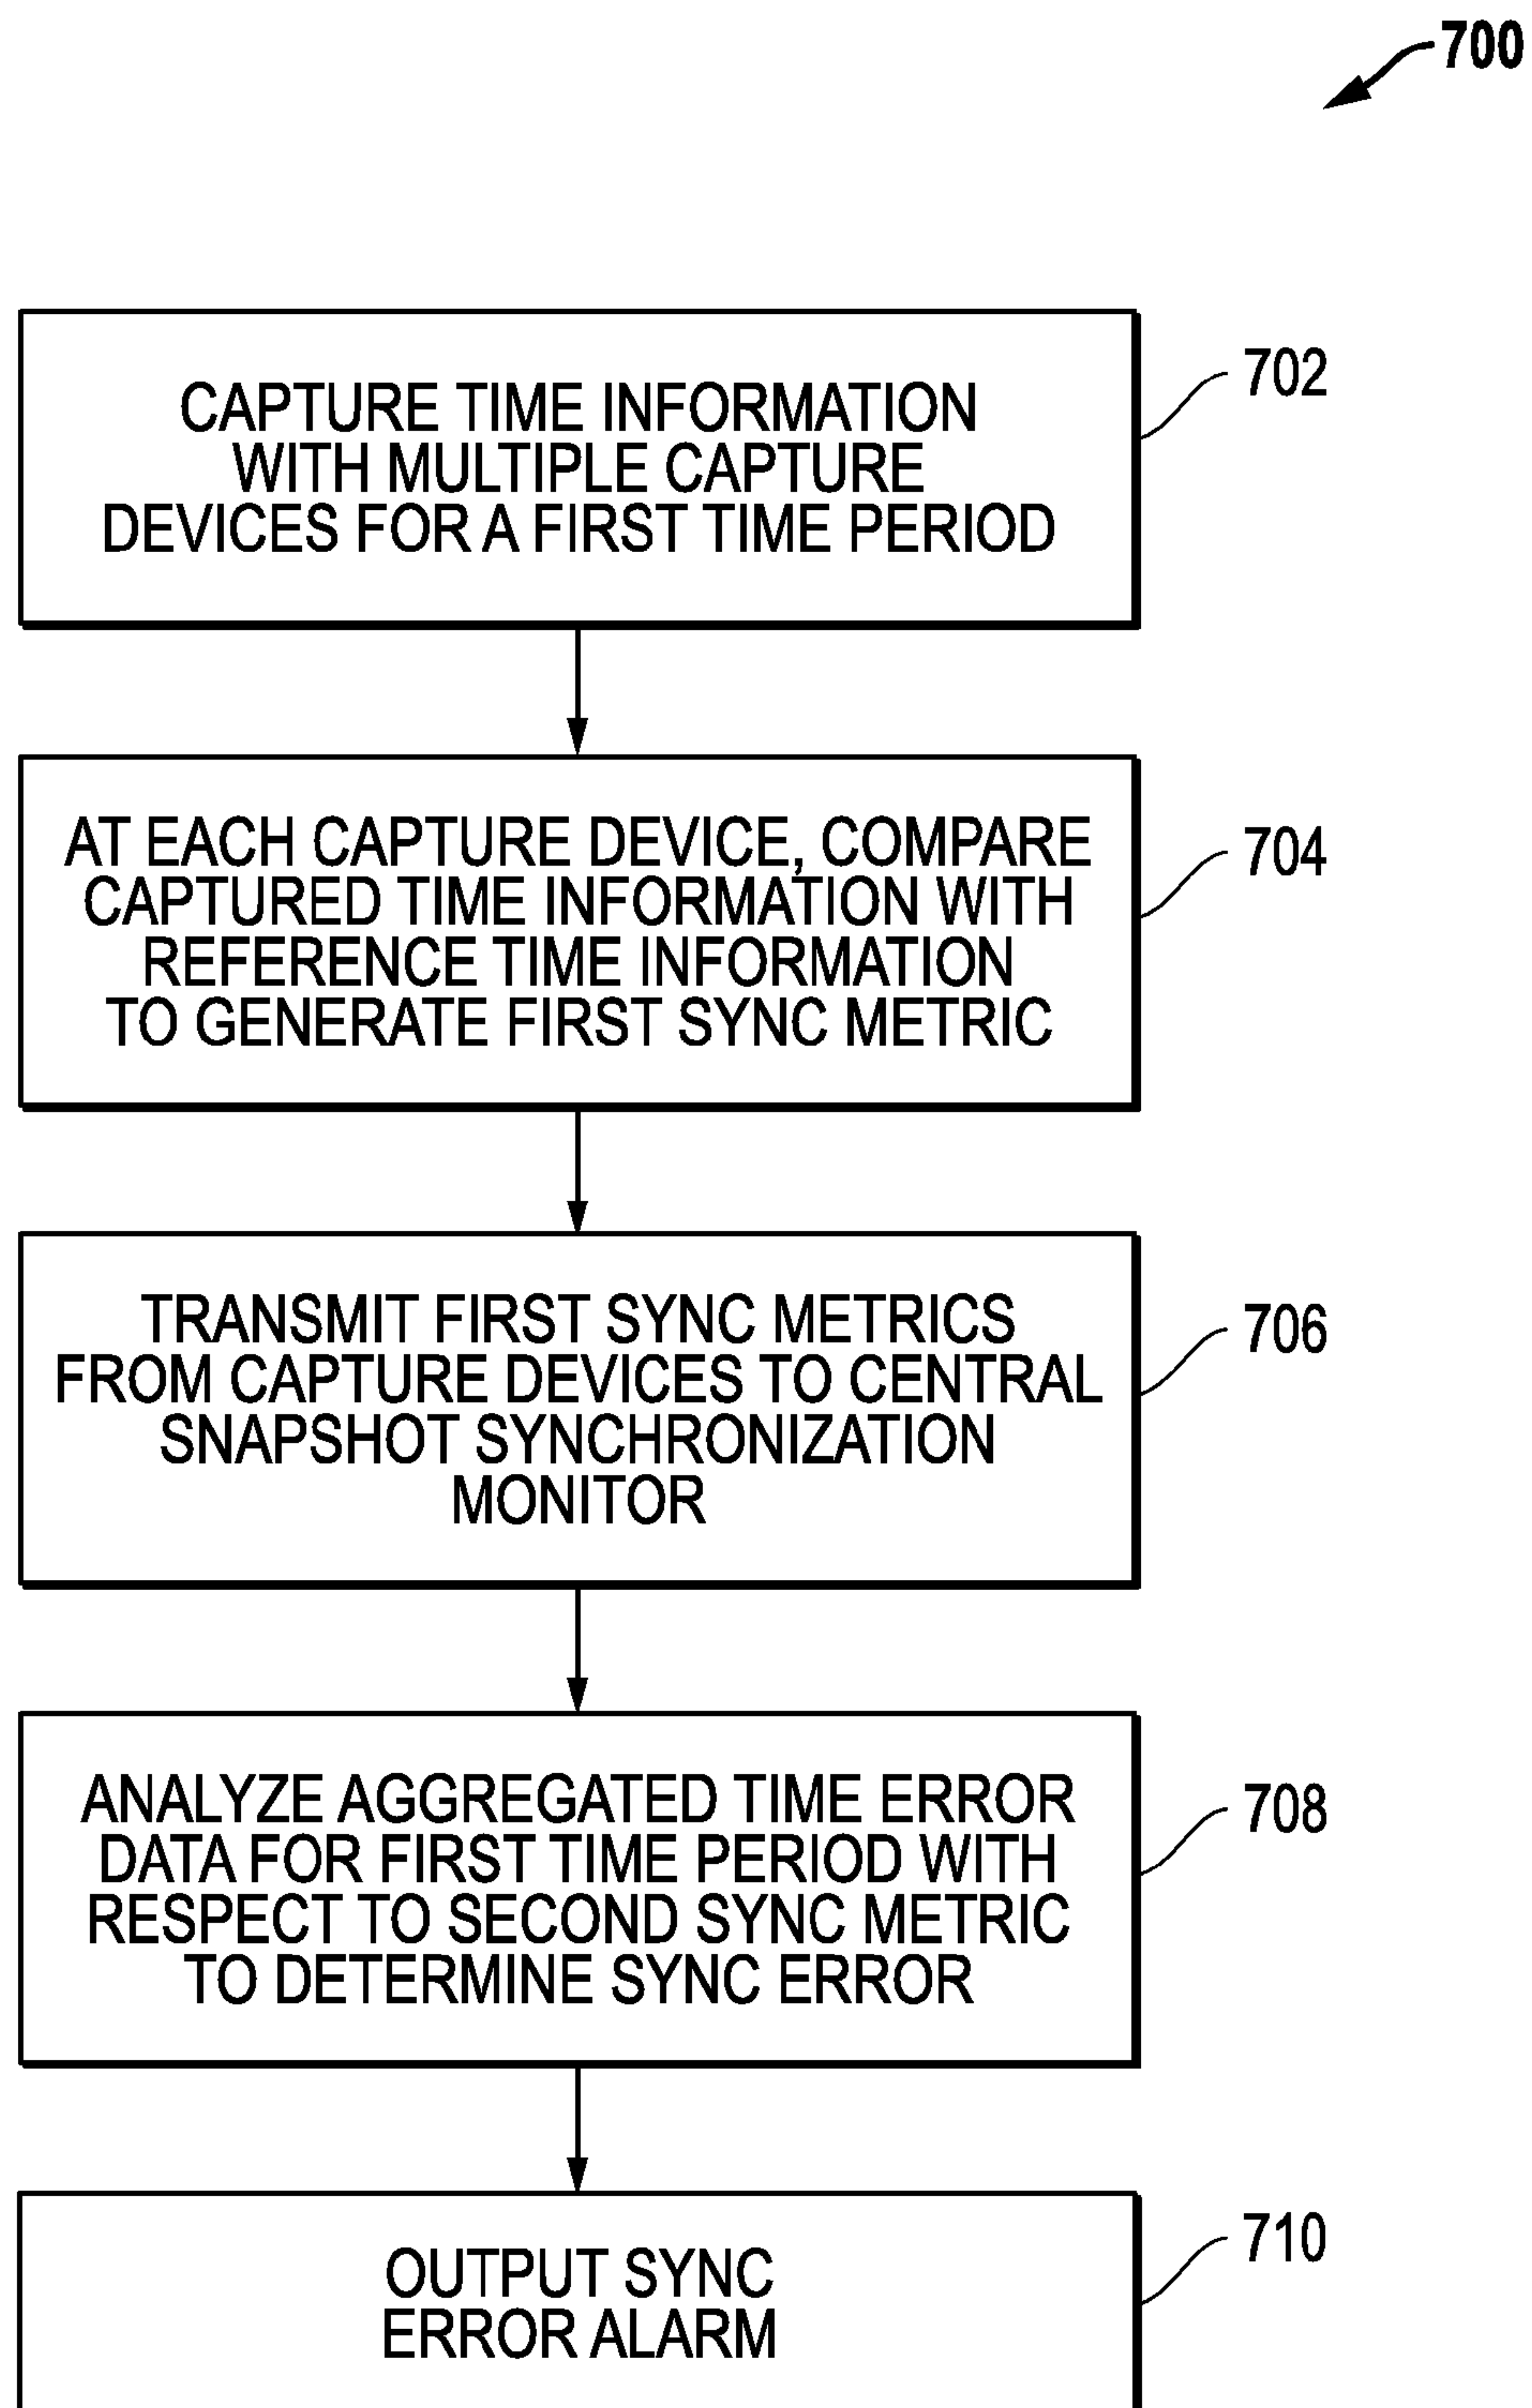 700
CAPTURE TIME INFORMATION
WITH MULTIPLE CAPTURE
DEVICES FOR A FIRST TIME PERIOD
702
AT EACH CAPTURE DEVICE, COMPARE
CAPTURED TIME INFORMATION WITH
REFERENCE TIME INFORMATION
TO GENERATE FIRST SYNC METRIC
704
TRANSMIT FIRST SYNC METRICS
FROM CAPTURE DEVICES TO CENTRAL
SNAPSHOT SYNCHRONIZATION
MONITOR
706
ANALYZE AGGREGATED TIME ERROR
DATA FOR FIRST TIME PERIOD WITH
RESPECT TO SECOND SYNC METRIC
TO DETERMINE SYNC ERROR
708
OUTPUT SYNC
ERROR ALARM
710